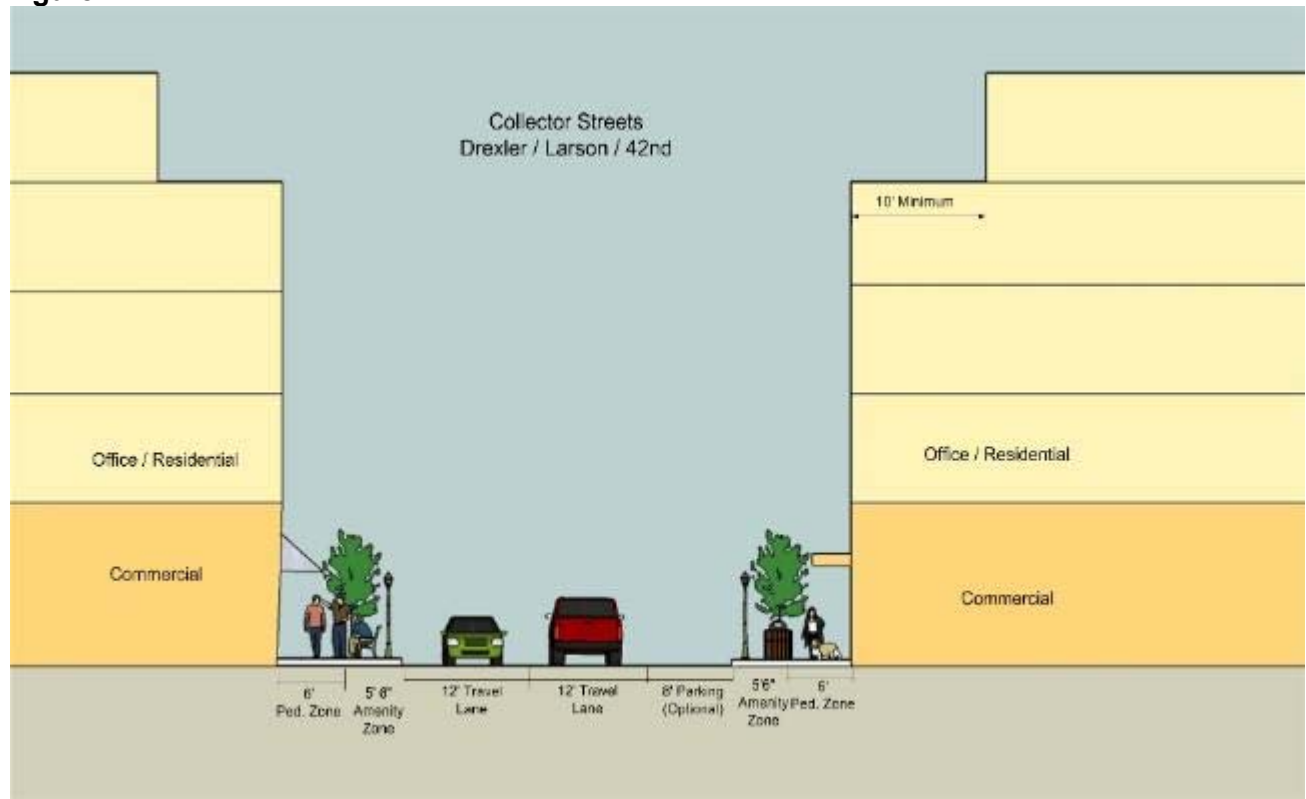 Collector Streets
Drexler / Larson / 42nd
10' Minimum
Office / Residential
Office / Residential
Commercial
Commercial
6'
Ped. Zone
5' 6"
Amenity
Zone
12' Travel
Lane
12' Travel
Lane
8' Parking
(Optional)
5'6"
Amenity
Zone
6'
Ped. Zone